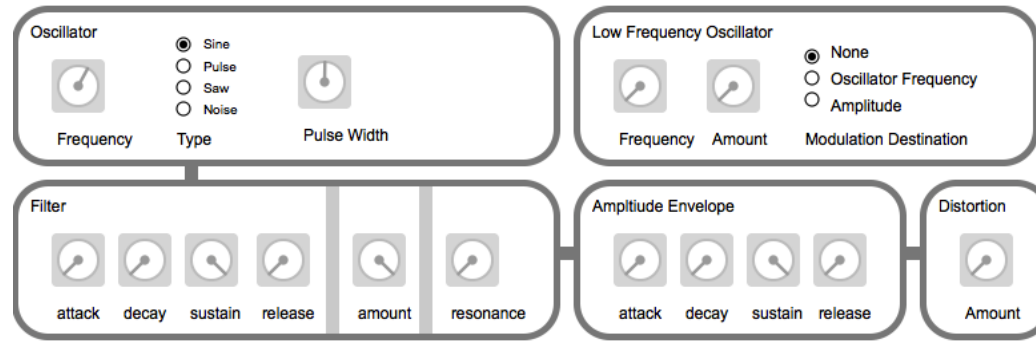 Oscillator
Sine
Pulse
Saw
Noise
Frequency
Type
Pulse Width
Low Frequency Oscillator
None
Oscillator Frequency
Amplitude
Frequency
Amount
Modulation Destination
Filter
attack
decay
sustain
release
amount
resonance
Ampltiude Envelope
attack
decay
sustain
release
Distortion
Amount